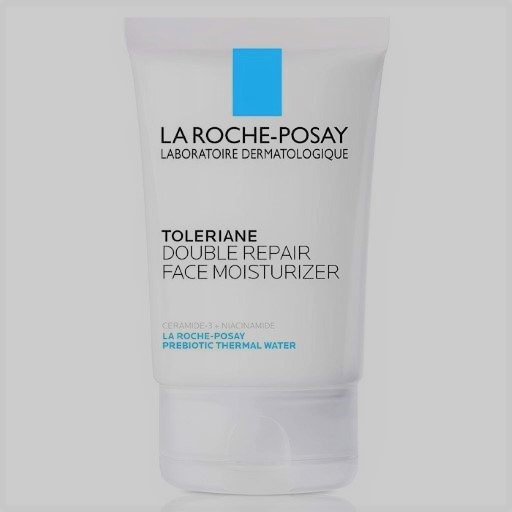 LA ROCHE-POSAY
LABORATOIRE DERMATOLOGIQUE
TOLERIANE
DOUBLE REPAIR
FACE MOISTURIZER
CERAMIDE-3 + NIACINAMIDE
LA ROCHE-POSAY
PREBIOTIC THERMAL WATER